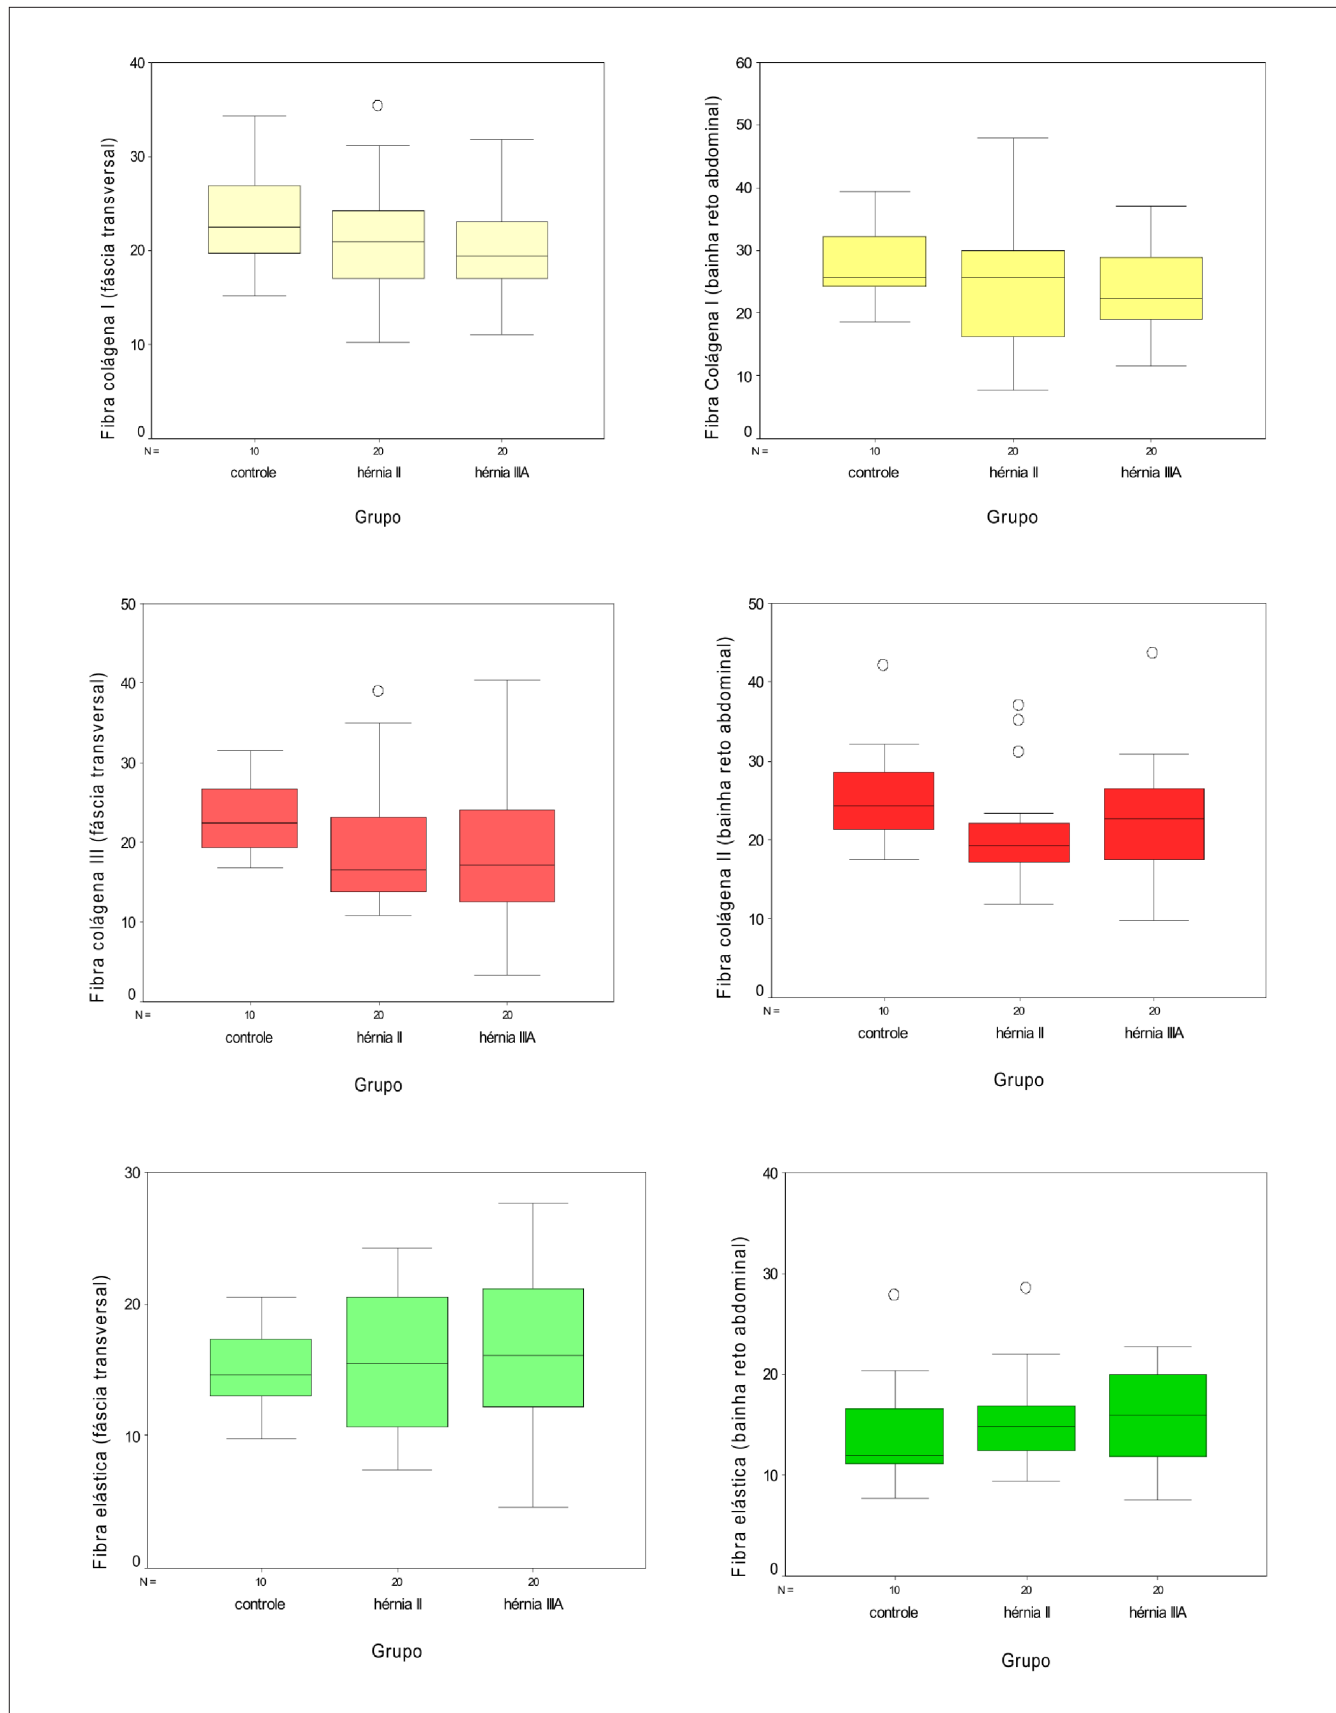 Fibra colágena I (fáscia transversal)
40
30
20
10
0
N =
10
20
20
controle
hérnia II
hérnia IIIA
Grupo
Fibra Colágena I (bainha reto abdominal)
60
50
40
30
20
10
0
N =
10
20
20
controle
hérnia II
hérnia IIIA
Grupo
Fibra colágena III (fáscia transversal)
50
40
30
20
10
0
N =
10
20
20
controle
hérnia II
hérnia IIIA
Grupo
Fibra colágena II (bainha reto abdominal)
50
40
30
20
10
0
N =
10
20
20
controle
hérnia II
hérnia IIIA
Grupo
Fibra elástica (fáscia transversal)
30
20
10
0
N =
10
20
20
controle
hérnia II
hérnia IIIA
Grupo
Fibra elástica (bainha reto abdominal)
40
30
20
10
0
N =
10
20
20
controle
hérnia II
hérnia IIIA
Grupo